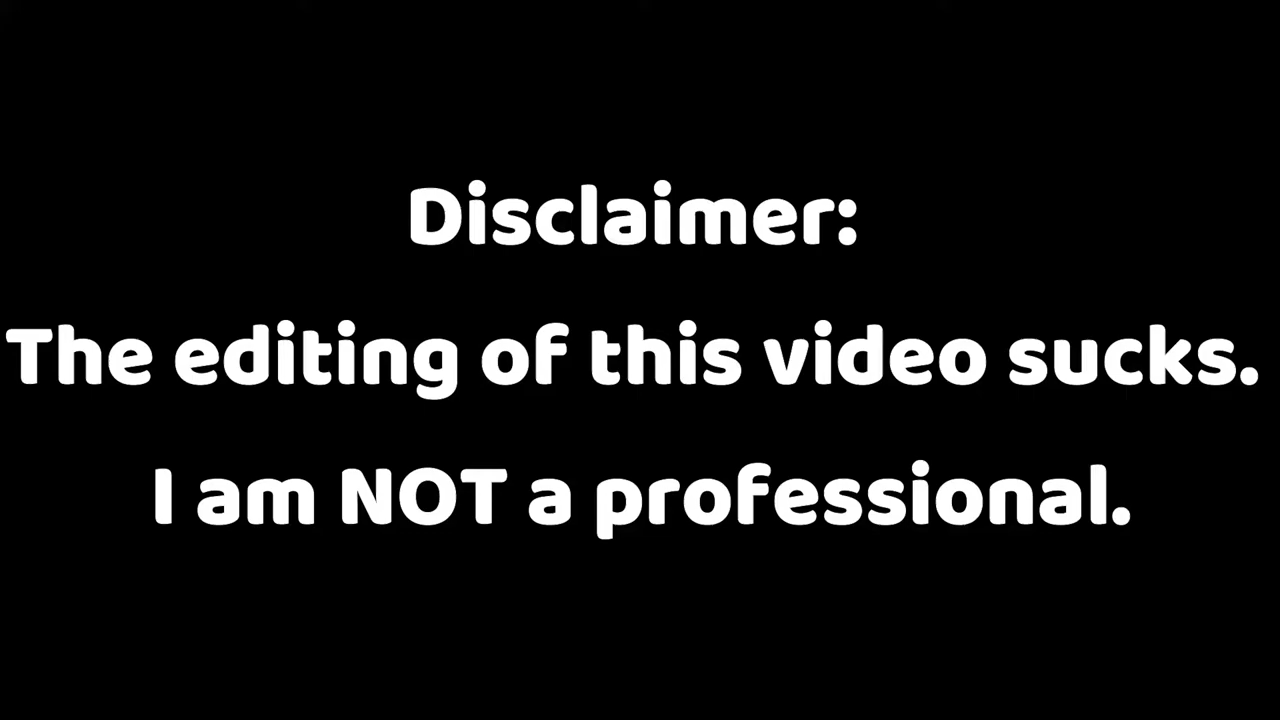 Disclaimer:
The editing of this video sucks.
I am NOT a professional.